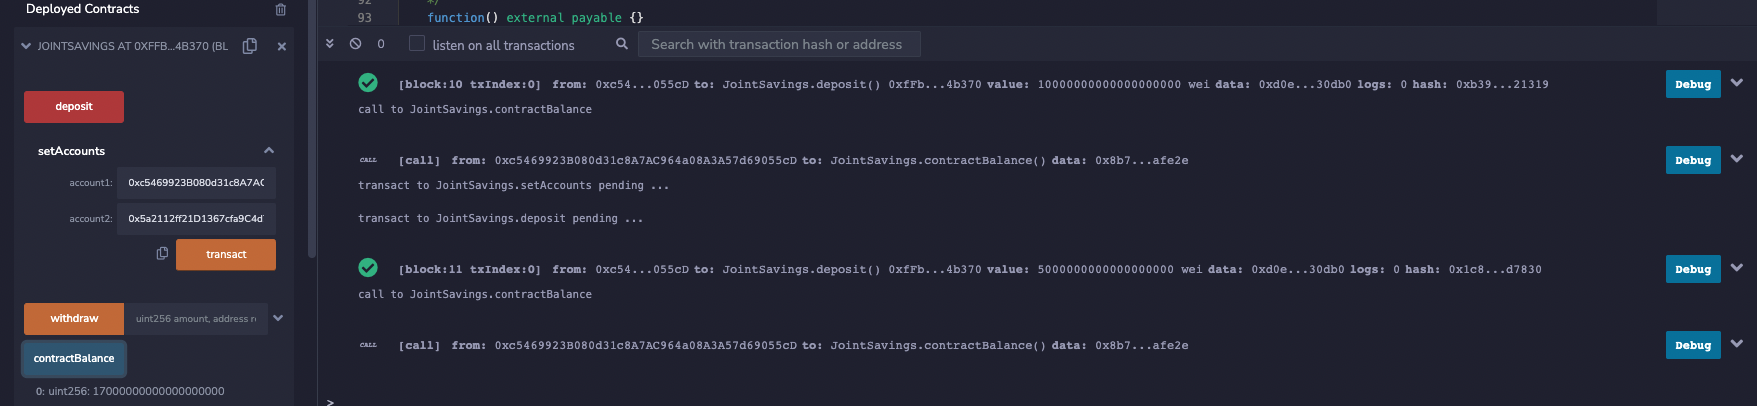 Deployed Contracts
JOINTSAVINGS AT 0XFFB...4B370 (BL
deposit
setAccounts
account1: 0xc5469923B080d31c8A7AC
account2: 0x5a2112ff21D1367cfa9C4d
transact
withdraw uint256 amount, address re
contractBalance
0: uint256: 17000000000000000000
92 */
93 function() external payable {}
0 listen on all transactions Search with transaction hash or address
[block:10 txIndex:0] from: 0xc54...055cD to: JointSavings.deposit() 0xfFb...4b370 value: 10000000000000000000 wei data: 0xd0e...30db0 logs: 0 hash: 0xb39...21319 Debug
call to JointSavings.contractBalance
CALL [call] from: 0xc5469923B080d31c8A7AC964a08A3A57d69055cD to: JointSavings.contractBalance() data: 0x8b7...afe2e Debug
transact to JointSavings.setAccounts pending ...
transact to JointSavings.deposit pending ...
[block:11 txIndex:0] from: 0xc54...055cD to: JointSavings.deposit() 0xfFb...4b370 value: 5000000000000000000 wei data: 0xd0e...30db0 logs: 0 hash: 0x1c8...d7830 Debug
call to JointSavings.contractBalance
CALL [call] from: 0xc5469923B080d31c8A7AC964a08A3A57d69055cD to: JointSavings.contractBalance() data: 0x8b7...afe2e Debug
>